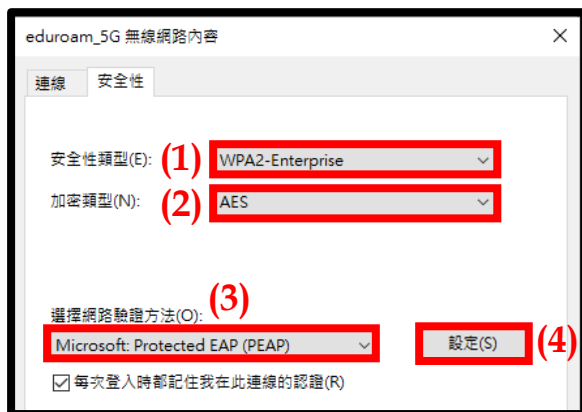 eduroam_5G 無線網路內容
連線 安全性
安全性類型(E): (1) WPA2-Enterprise
加密類型(N): (2) AES
(3)
選擇網路驗證方法(O):
Microsoft: Protected EAP (PEAP) 設定(S) (4)
每次登入時都記住我在此連線的認證(R)